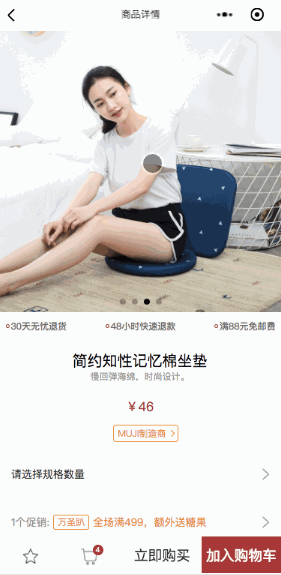 商品详情
30天无忧退货 48小时快速退款 满88元免邮费
简约知性记忆棉坐垫
慢回弹海绵,时尚设计。
¥46
MUJI制造商
请选择规格数量
1个促销: 万圣趴 全场满499,额外送糖果
4
立即购买 加入购物车